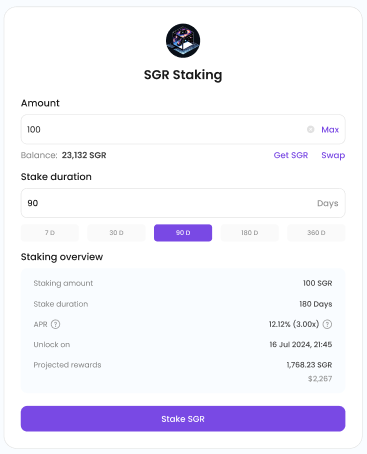 SGR Staking
Amount
100 Max
Balance: 23,132 SGR Get SGR Swap
Stake duration
90 Days
7 D 30 D 90 D 180 D 360 D
Staking overview
Staking amount 100 SGR
Stake duration 180 Days
APR ? 12.12% (3.00x) ?
Unlock on 16 Jul 2024, 21:45
Projected rewards 1,768.23 SGR
$2,287
Stake SGR